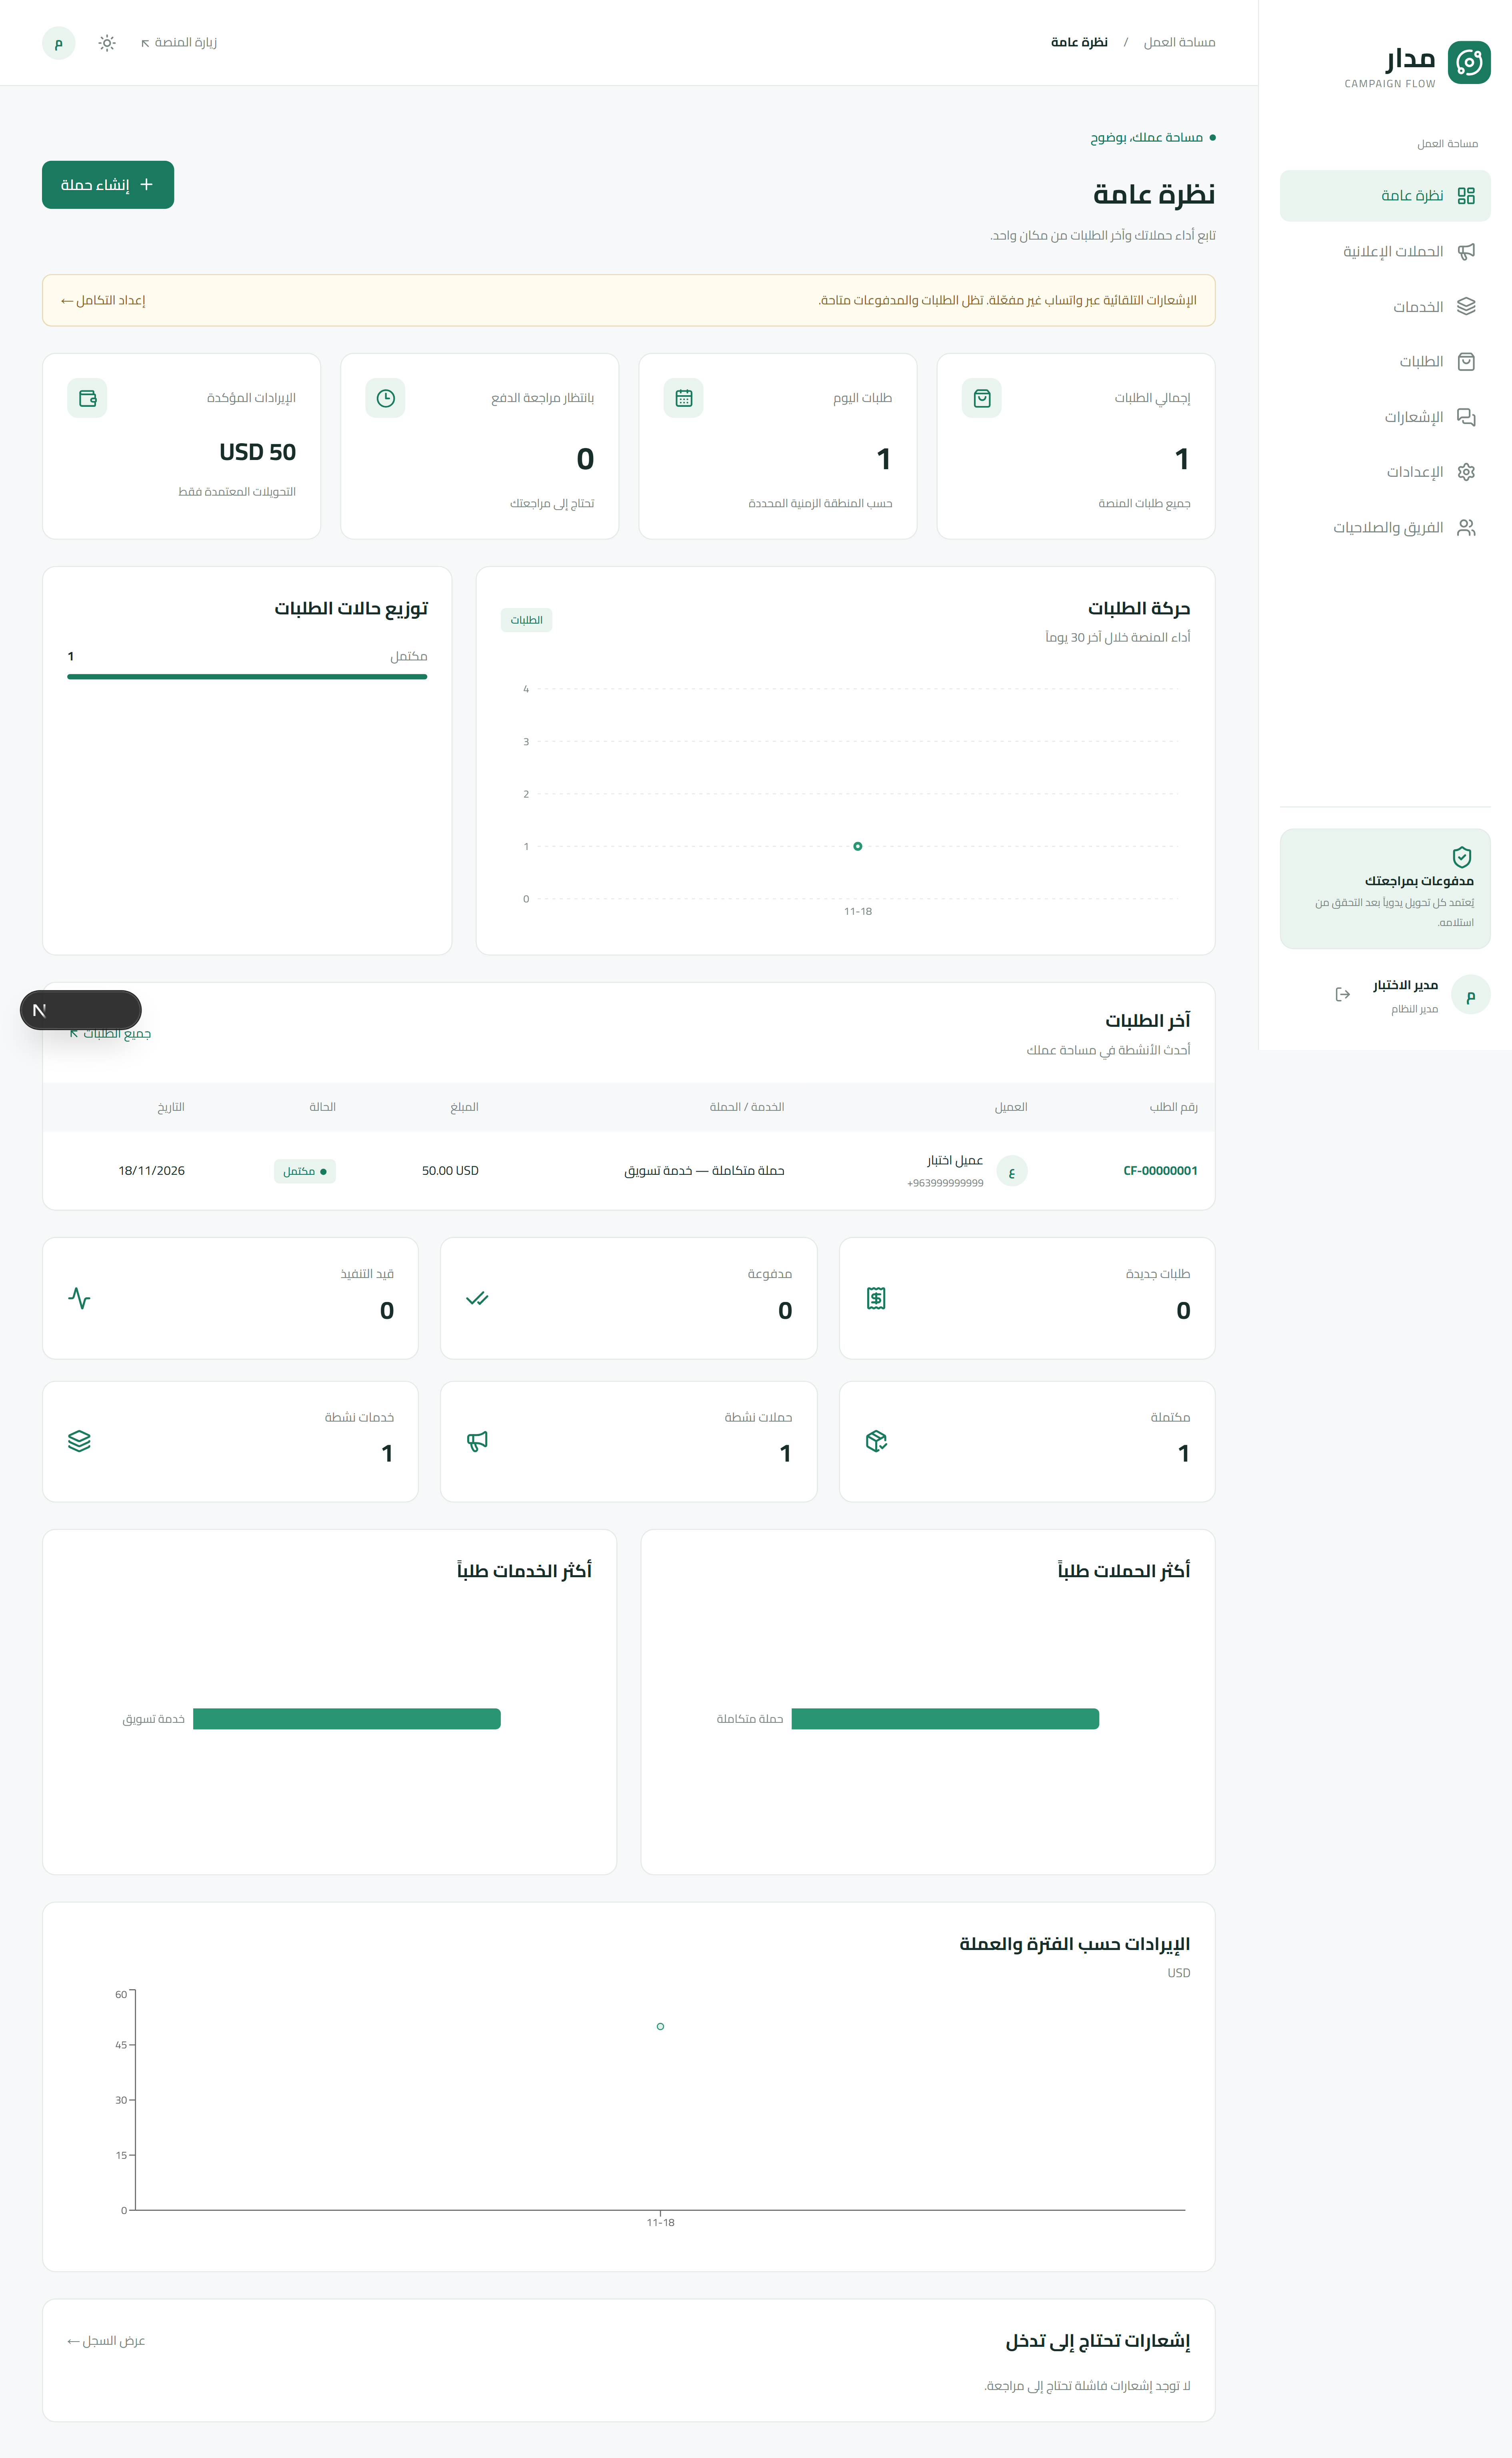 مدار
CAMPAIGN FLOW
مساحة العمل
نظرة عامة
الحملات الإعلانية
الخدمات
الطلبات
الإشعارات
الإعدادات
الفريق والصلاحيات
مدفوعات بمراجعتك
يُعتمد كل تحويل يدوياً بعد التحقق من
استلامه.
م
مدير الاختبار
مدير النظام
مساحة العمل / نظرة عامة
زيارة المنصة
م
مساحة عملك، بوضوح
نظرة عامة
تابع أداء حملاتك وآخر الطلبات من مكان واحد.
إنشاء حملة
الإشعارات التلقائية عبر واتساب غير مفعّلة. تظل الطلبات والمدفوعات متاحة.
إعداد التكامل ←
إجمالي الطلبات
1
جميع طلبات المنصة
طلبات اليوم
1
حسب المنطقة الزمنية المحددة
بانتظار مراجعة الدفع
0
تحتاج إلى مراجعتك
الإيرادات المؤكدة
USD 50
التحويلات المعتمدة فقط
حركة الطلبات
أداء المنصة خلال آخر 30 يوماً
الطلبات
4
3
2
1
0
11-18
توزيع حالات الطلبات
مكتمل 1
آخر الطلبات
أحدث الأنشطة في مساحة عملك
جميع الطلبات
N
رقم الطلب العميل الخدمة / الحملة المبلغ الحالة التاريخ
CF-00000001
ع
عميل اختبار
+963999999999
حملة متكاملة — خدمة تسويق
50.00 USD
مكتمل
18/11/2026
طلبات جديدة
0
مدفوعة
0
قيد التنفيذ
0
مكتملة
1
حملات نشطة
1
خدمات نشطة
1
أكثر الحملات طلباً
حملة متكاملة
أكثر الخدمات طلباً
خدمة تسويق
الإيرادات حسب الفترة والعملة
USD
60
45
30
15
0
11-18
إشعارات تحتاج إلى تدخل
عرض السجل ←
لا توجد إشعارات فاشلة تحتاج إلى مراجعة.